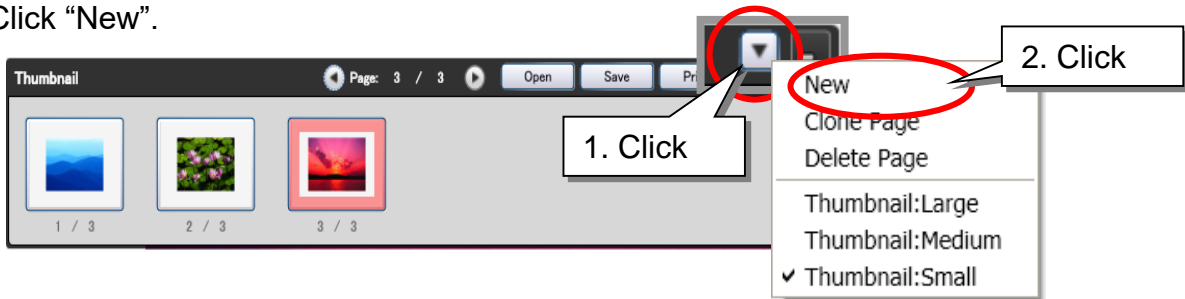 Click “New”.
Thumbnail Page: 3 / 3 Open Save
1. Click
2. Click
New
Clone Page
Delete Page
Thumbnail:Large
Thumbnail:Medium
✓ Thumbnail:Small
1 / 3 2 / 3 3 / 3